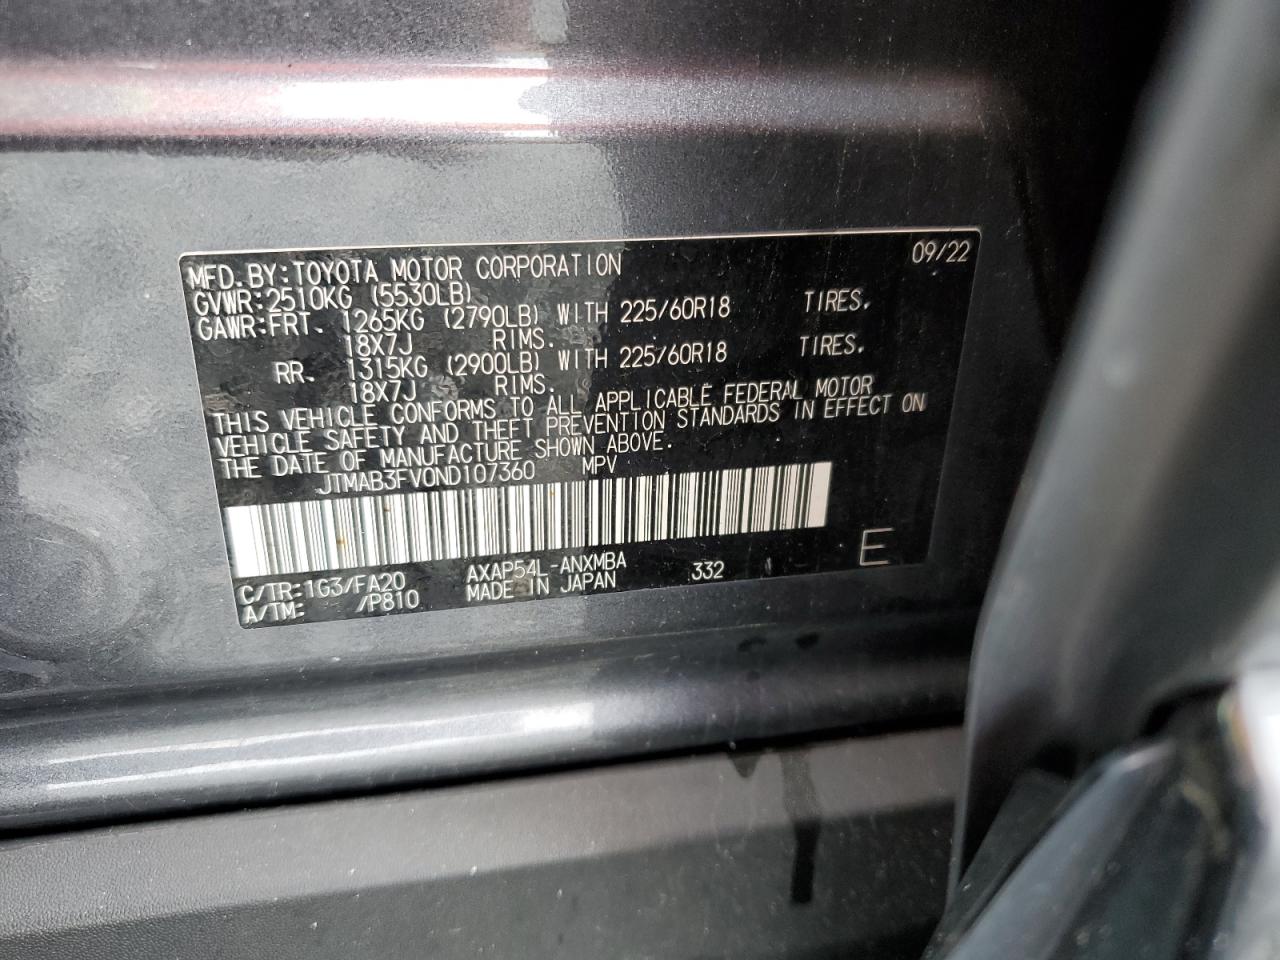 MFD.BY:TOYOTA MOTOR CORPORATION 09/22
GVWR:2510KG (5530LB)
GAWR:FRT. 1265KG (2790LB) WITH 225/60R18 TIRES.
18X7J RIMS.
RR. 1315KG (2900LB) WITH 225/60R18 TIRES.
18X7J RIMS.
THIS VEHICLE CONFORMS TO ALL APPLICABLE FEDERAL MOTOR
VEHICLE SAFETY AND THEFT PREVENTION STANDARDS IN EFFECT ON
THE DATE OF MANUFACTURE SHOWN ABOVE.
JTMAB3FV0ND107360 MPV
E
C/TR:1G3/FA20 AXAP54L-ANXMBA 332
A/TM: /P810 MADE IN JAPAN